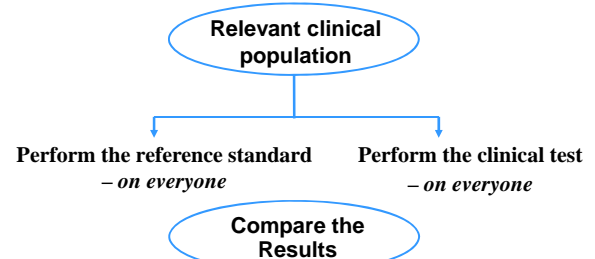 Relevant clinical
population
Perform the reference standard
– on everyone
Perform the clinical test
– on everyone
Compare the
Results